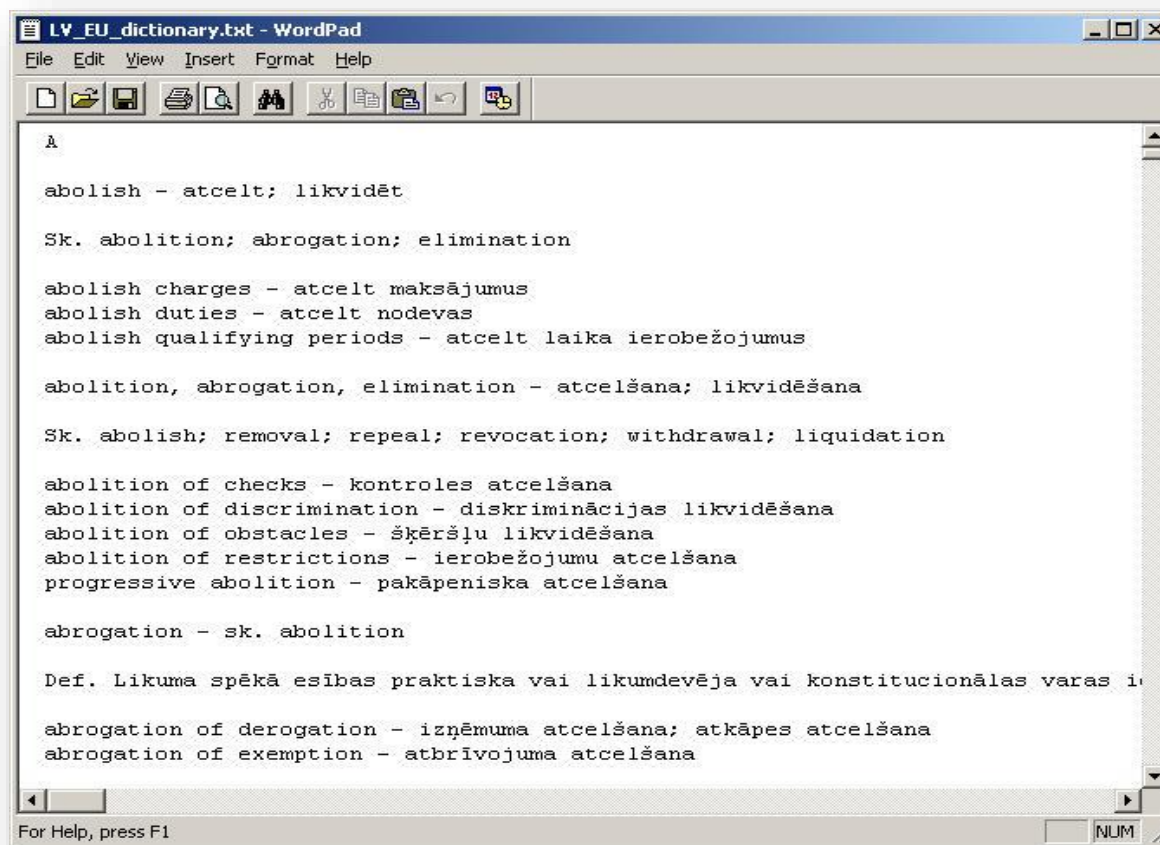 LV_EU_dictionary.txt - WordPad
File Edit View Insert Format Help
A
abolish – atcelt; likvidēt
Sk. abolition; abrogation; elimination
abolish charges – atcelt maksājumus
abolish duties – atcelt nodevas
abolish qualifying periods – atcelt laika ierobežojumus
abolition, abrogation, elimination – atcelšana; likvidēšana
Sk. abolish; removal; repeal; revocation; withdrawal; liquidation
abolition of checks – kontroles atcelšana
abolition of discrimination – diskriminācijas likvidēšana
abolition of obstacles – šķēršļu likvidēšana
abolition of restrictions – ierobežojumu atcelšana
progressive abolition – pakāpeniska atcelšana
abrogation – sk. abolition
Def. Likuma spēkā esības praktiska vai likumdevēja vai konstitucionālas varas
abrogation of derogation – izņēmuma atcelšana; atkāpes atcelšana
abrogation of exemption – atbrīvojuma atcelšana
For Help, press F1
NUM